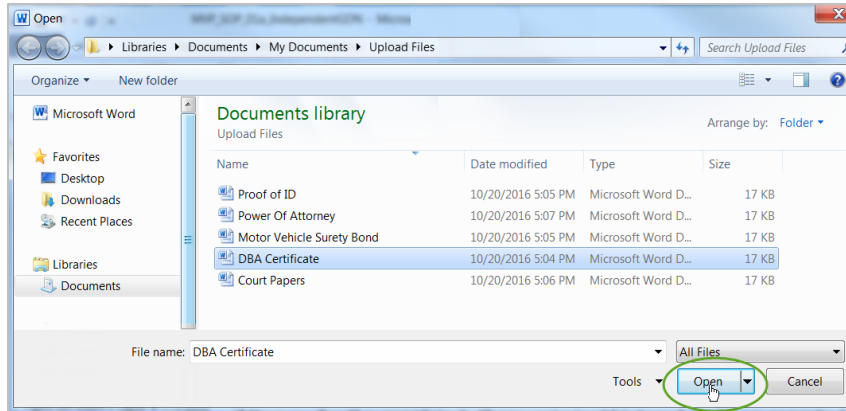 Open
Libraries Documents My Documents Upload Files Search Upload Files
Organize New folder
Microsoft Word
Favorites
Desktop
Downloads
Recent Places
Libraries
Documents
Documents library
Upload Files
Arrange by: Folder
Name Date modified Type Size
Proof of ID 10/20/2016 5:05 PM Microsoft Word D... 17 KB
Power Of Attorney 10/20/2016 5:07 PM Microsoft Word D... 17 KB
Motor Vehicle Surety Bond 10/20/2016 5:05 PM Microsoft Word D... 17 KB
DBA Certificate 10/20/2016 5:04 PM Microsoft Word D... 17 KB
Court Papers 10/20/2016 5:06 PM Microsoft Word D... 17 KB
File name: DBA Certificate All Files
Tools Open Cancel